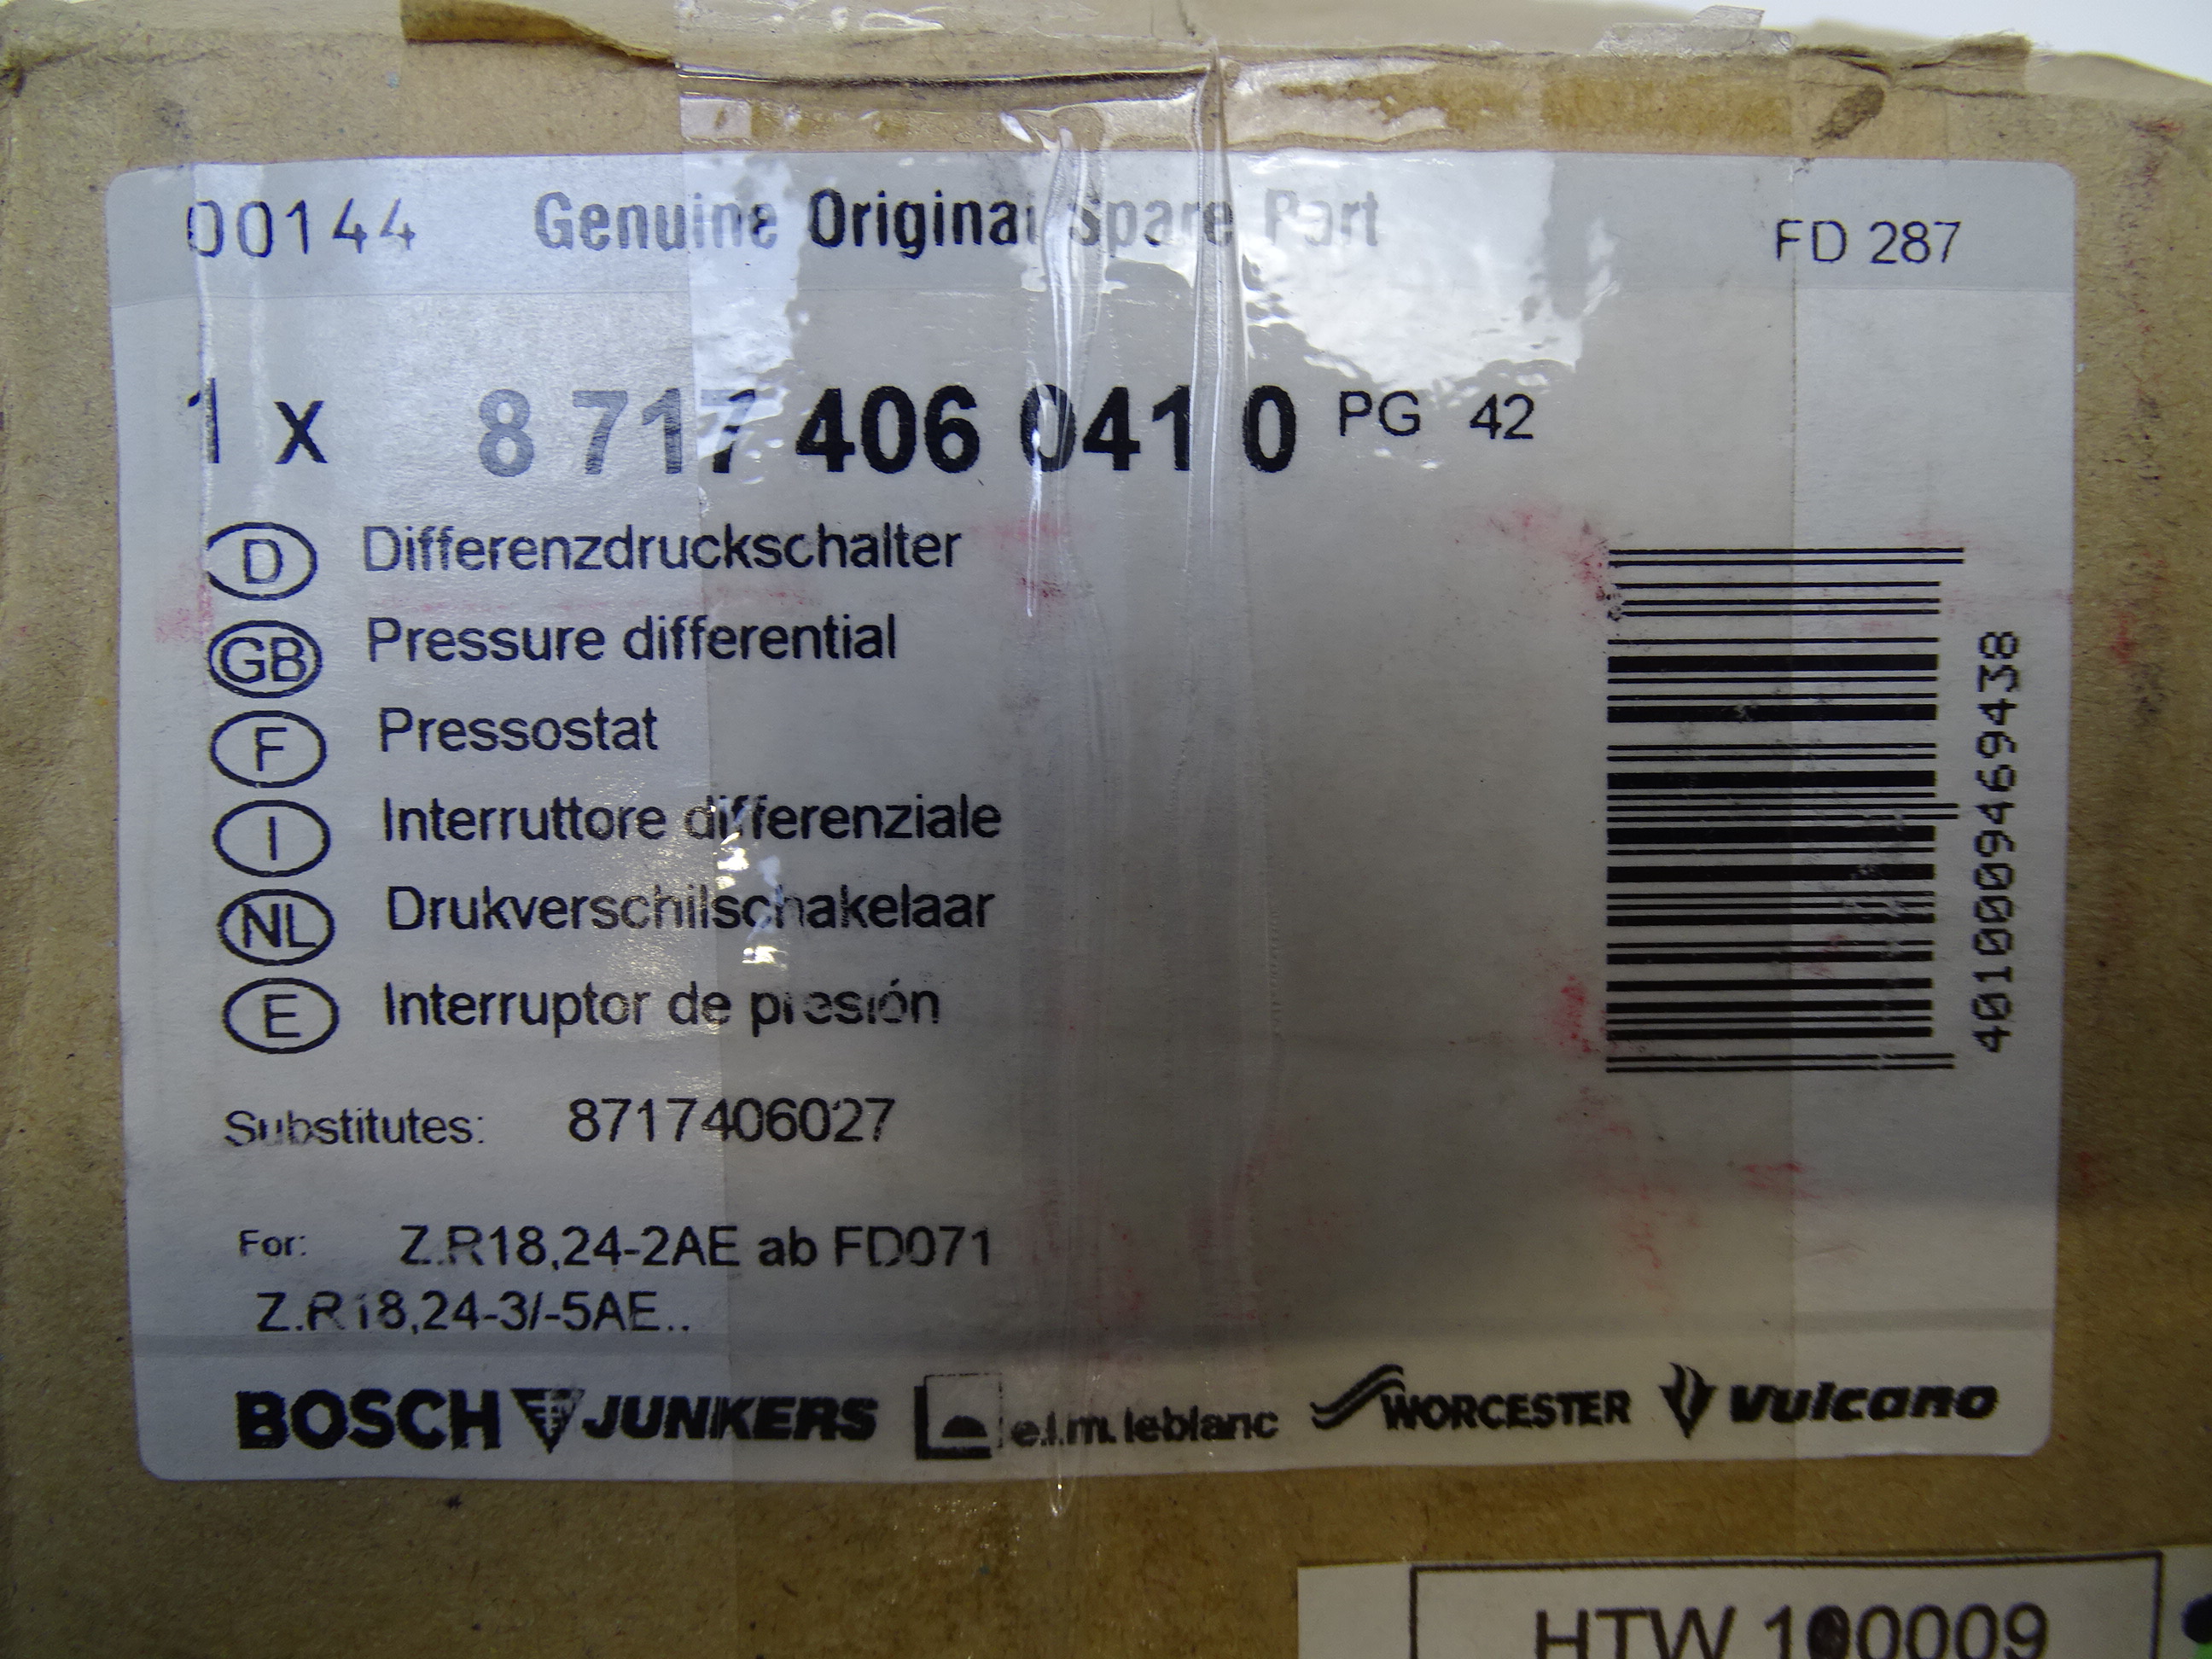 00144 Genuine Original Spare Part FD 287
1 x 8 717 406 041 0 PG 42
D Differenzdruckschalter
GB Pressure differential
F Pressostat
I Interruttore differenziale
NL Drukverschilschakelaar
E Interruptor de presión
4010009469438
Substitutes: 8717406027
For: Z.R18,24-2AE ab FD071
Z.R18,24-3/-5AE..
BOSCH JUNKERS e.l.m. leblanc WORCESTER Vulcano
HTW 100009